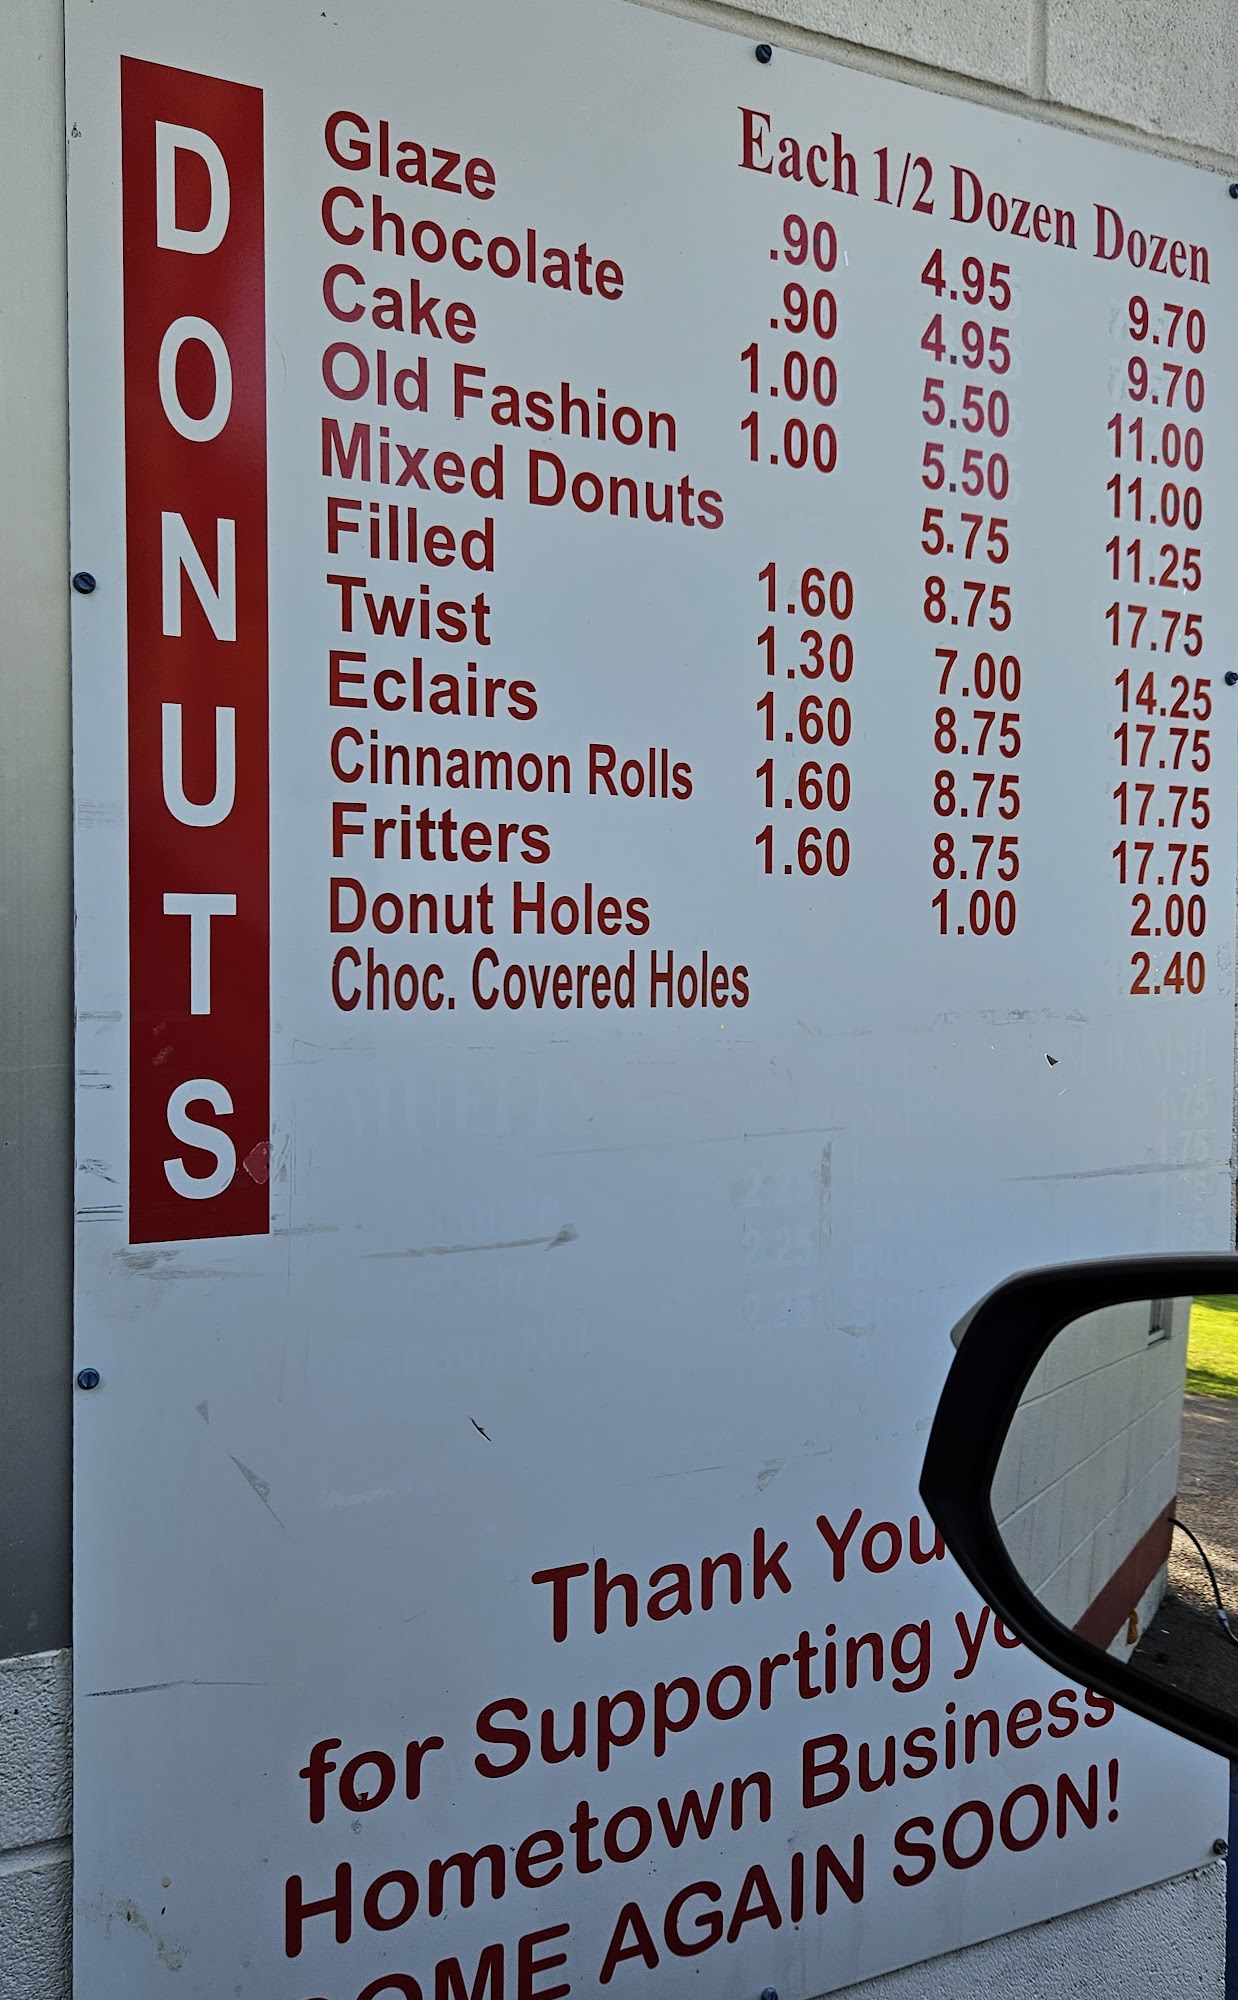 DONUTS
Each 1/2 Dozen Dozen
Glaze .90 4.95 9.70
Chocolate .90 4.95 9.70
Cake 1.00 5.50 11.00
Old Fashion 1.00 5.50 11.00
Mixed Donuts 5.75 11.25
Filled 1.60 8.75 17.75
Twist 1.30 7.00 14.25
Eclairs 1.60 8.75 17.75
Cinnamon Rolls 1.60 8.75 17.75
Fritters 1.60 8.75 17.75
Donut Holes 1.00 2.00
Choc. Covered Holes 2.40
Thank You
for Supporting
Hometown Business
AGAIN SOON!